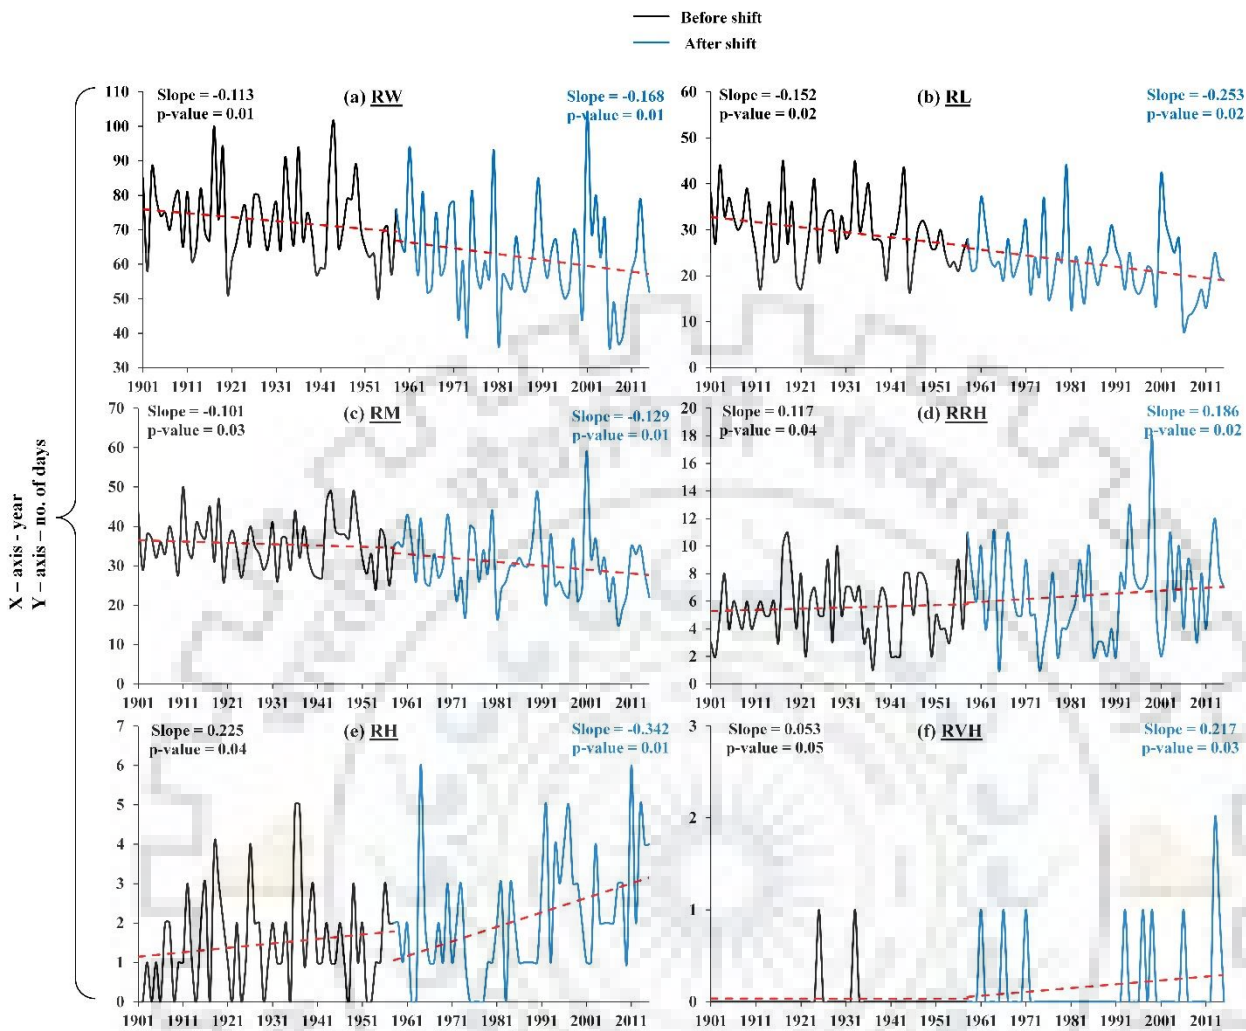 Before shift
After shift
X – axis - year
Y – axis – no. of days
Slope = -0.113
p-value = 0.01
(a) RW
Slope = -0.168
p-value = 0.01
110
100
90
80
70
60
50
40
30
1901 1911 1921 1931 1941 1951 1961 1971 1981 1991 2001 2011
Slope = -0.152
p-value = 0.02
(b) RL
Slope = -0.253
p-value = 0.02
60
50
40
30
20
10
0
1901 1911 1921 1931 1941 1951 1961 1971 1981 1991 2001 2011
Slope = -0.101
p-value = 0.03
(c) RM
Slope = -0.129
p-value = 0.01
70
60
50
40
30
20
10
0
1901 1911 1921 1931 1941 1951 1961 1971 1981 1991 2001 2011
Slope = 0.117
p-value = 0.04
(d) RRH
Slope = 0.186
p-value = 0.02
20
18
16
14
12
10
8
6
4
2
0
1901 1911 1921 1931 1941 1951 1961 1971 1981 1991 2001 2011
Slope = 0.225
p-value = 0.04
(e) RH
Slope = -0.342
p-value = 0.01
7
6
5
4
3
2
1
0
1901 1911 1921 1931 1941 1951 1961 1971 1981 1991 2001 2011
Slope = 0.053
p-value = 0.05
(f) RVH
Slope = 0.217
p-value = 0.03
3
2
1
0
1901 1911 1921 1931 1941 1951 1961 1971 1981 1991 2001 2011